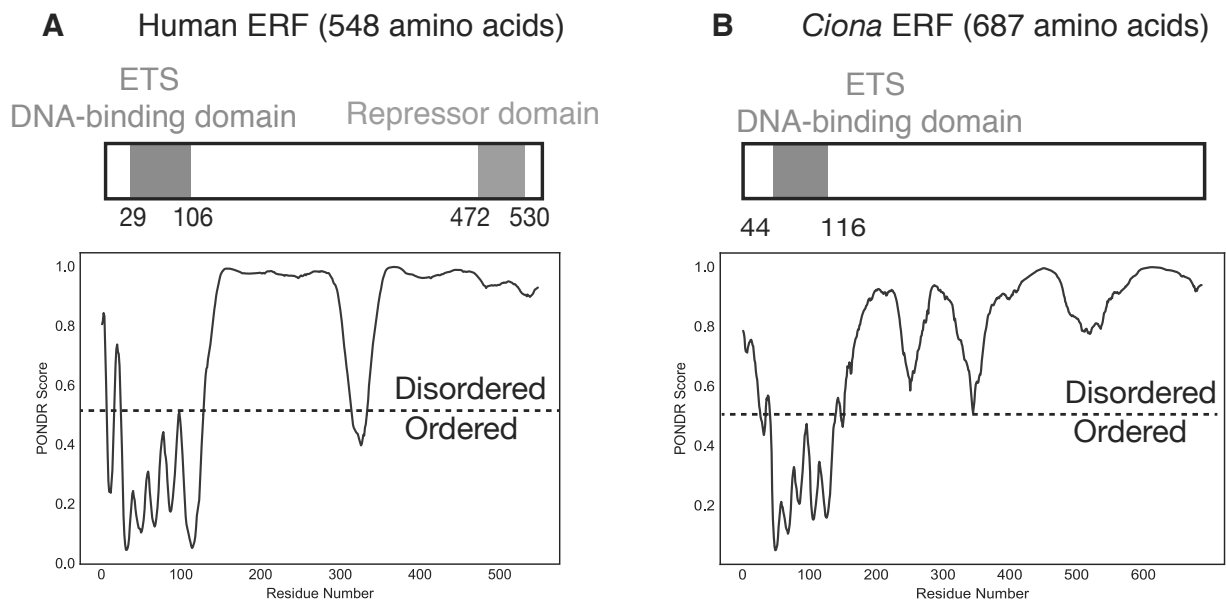 A Human ERF (548 amino acids)
ETS
DNA-binding domain
Repressor domain
29 106 472 530
1.0
0.8
0.6
0.4
0.2
0.0
PONDR Score
Disordered
Ordered
0 100 200 300 400 500
Residue Number
B Ciona ERF (687 amino acids)
ETS
DNA-binding domain
44 116
1.0
0.8
0.6
0.4
0.2
PONDR Score
Disordered
Ordered
0 100 200 300 400 500 600
Residue Number